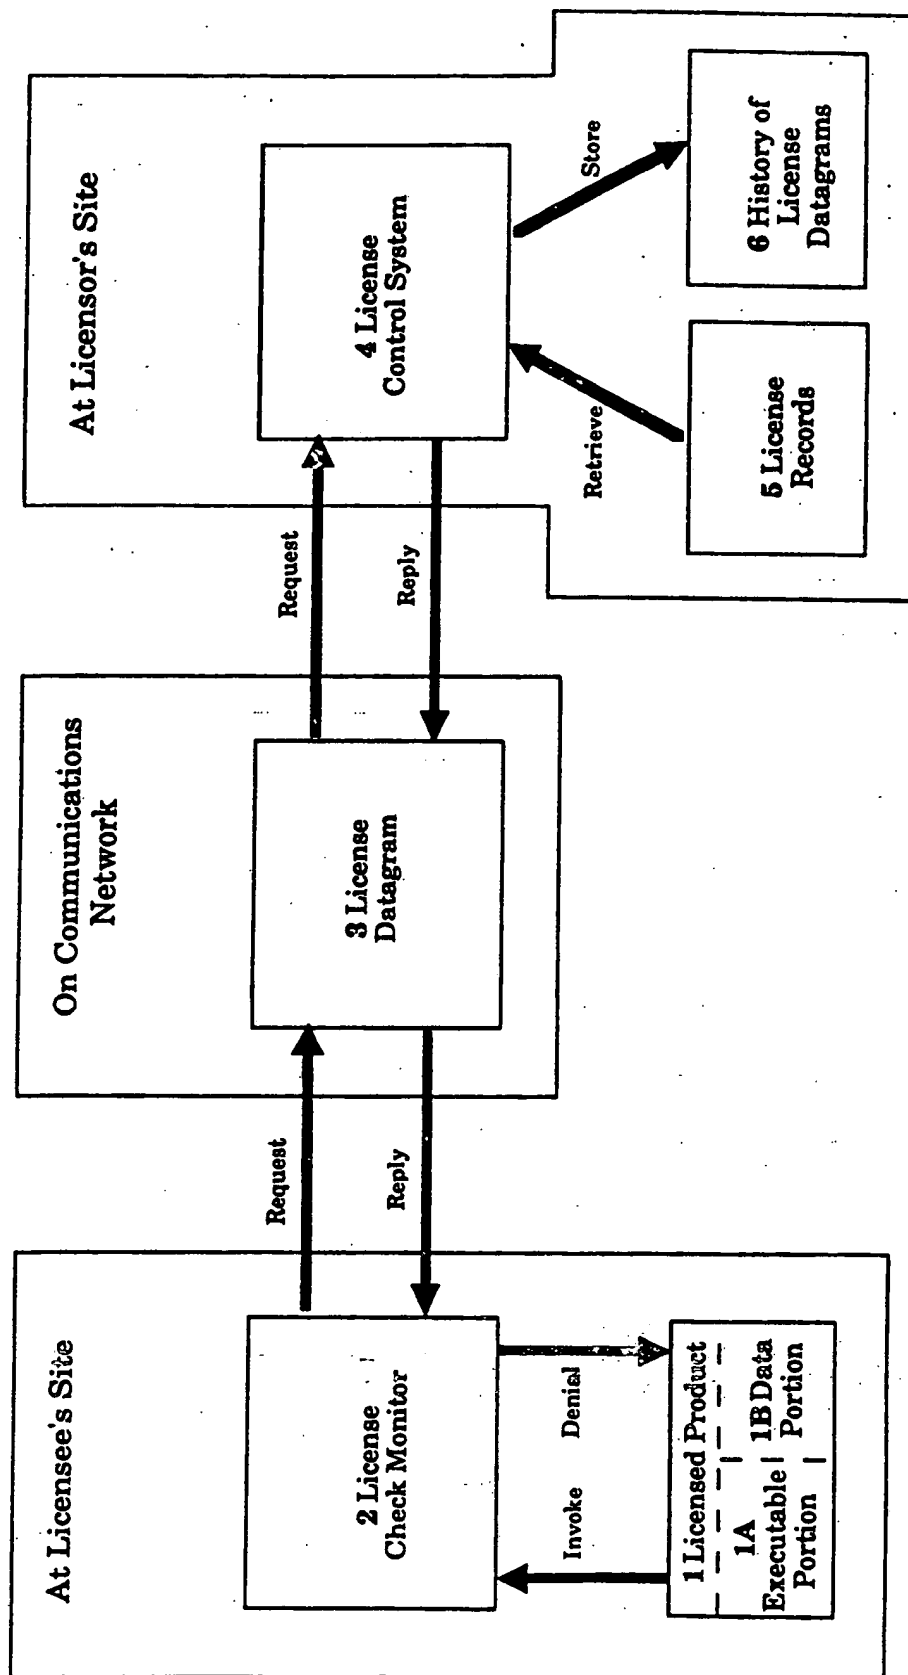 At Licensee's Site
2 License
Check Monitor
Invoke
Denial
1 Licensed Product
1A
Executable
Portion
1B Data
Portion
Request
Reply
On Communications
Network
3 License
Datagram
Request
Reply
At Licensor's Site
4 License
Control System
Retrieve
Store
5 License
Records
6 History of
License
Datagrams